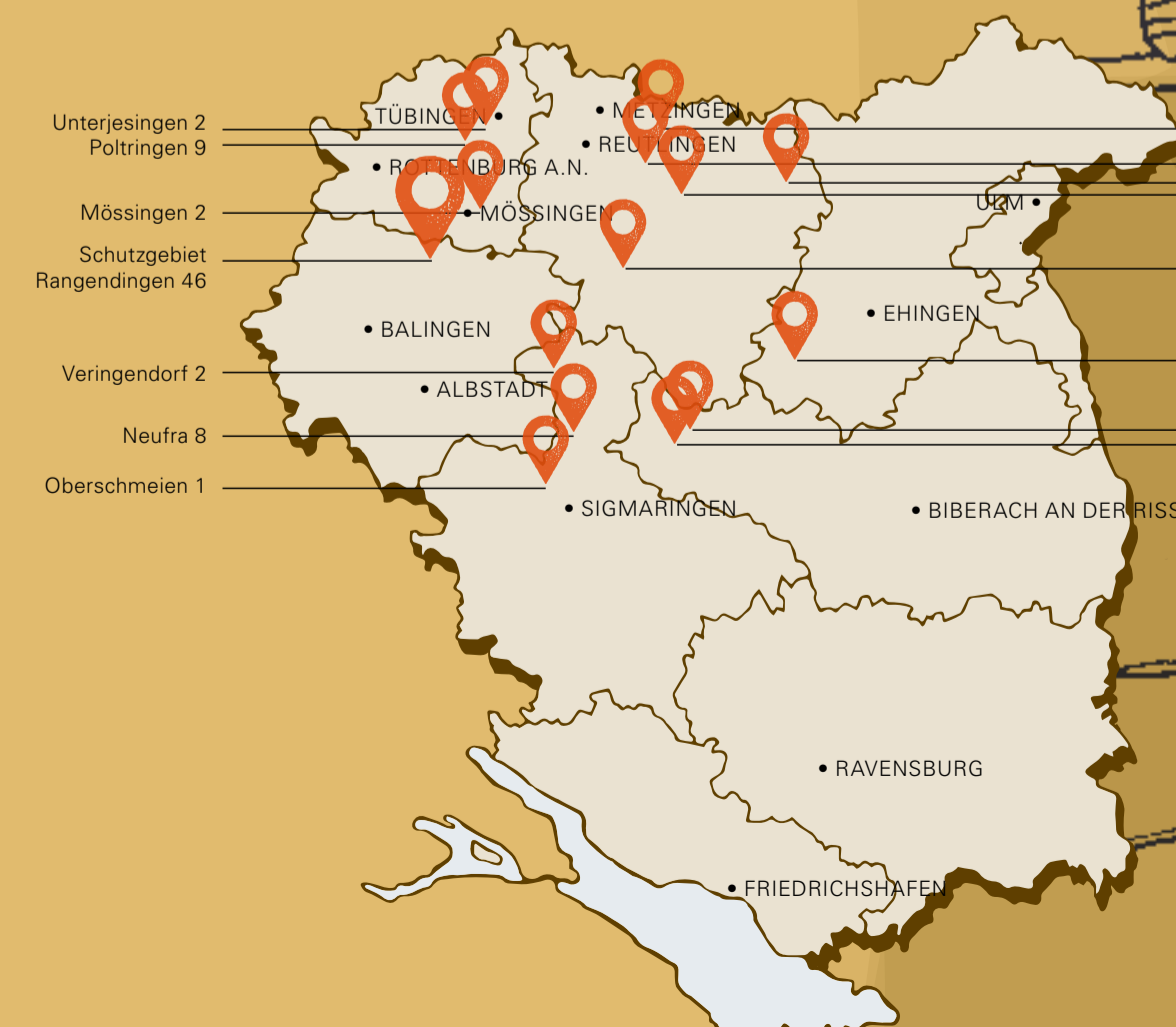 Unterjesingen 2
Poltringen 9
Mössingen 2
Schutzgebiet
Rangendingen 46
Veringendorf 2
Neufra 8
Oberschmeien 1
TÜBINGEN
METZINGEN
REUTLINGEN
ROTTENBURG A.N.
MÖSSINGEN
ULM
BALINGEN
EHINGEN
ALBSTADT
SIGMARINGEN
BIBERACH AN DER RISS
RAVENSBURG
FRIEDRICHSHAFEN